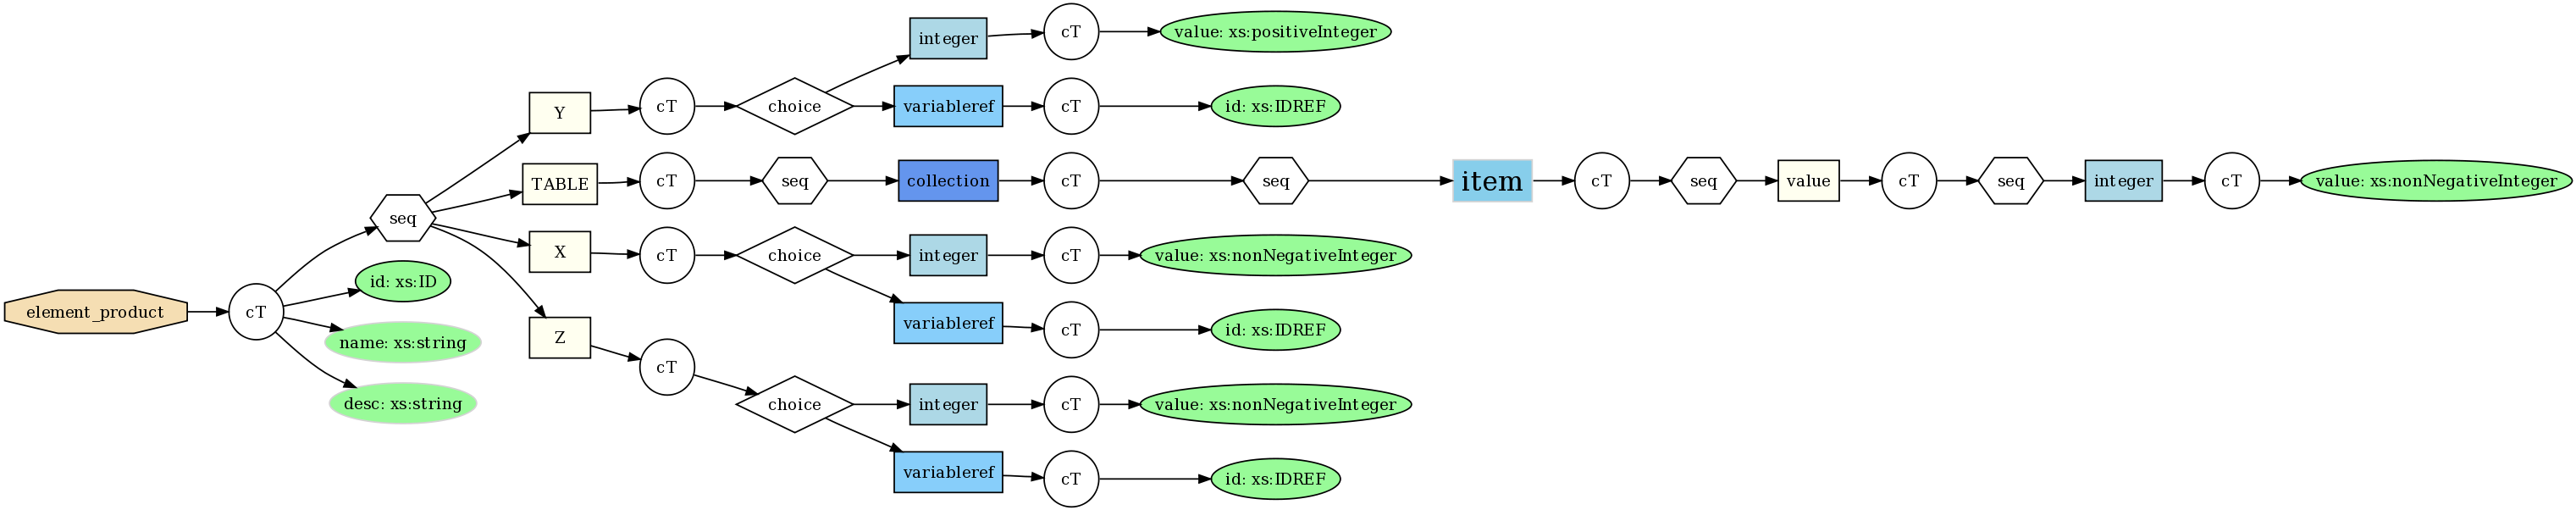 element_product
cT
seq
id: xs:ID
name: xs:string
desc: xs:string
Y
cT
choice
integer
cT
value: xs:positiveInteger
variableref
cT
id: xs:IDREF
TABLE
cT
seq
collection
cT
seq
item
cT
seq
value
cT
seq
integer
cT
value: xs:nonNegativeInteger
X
cT
choice
integer
cT
value: xs:nonNegativeInteger
variableref
cT
id: xs:IDREF
Z
cT
choice
integer
cT
value: xs:nonNegativeInteger
variableref
cT
id: xs:IDREF